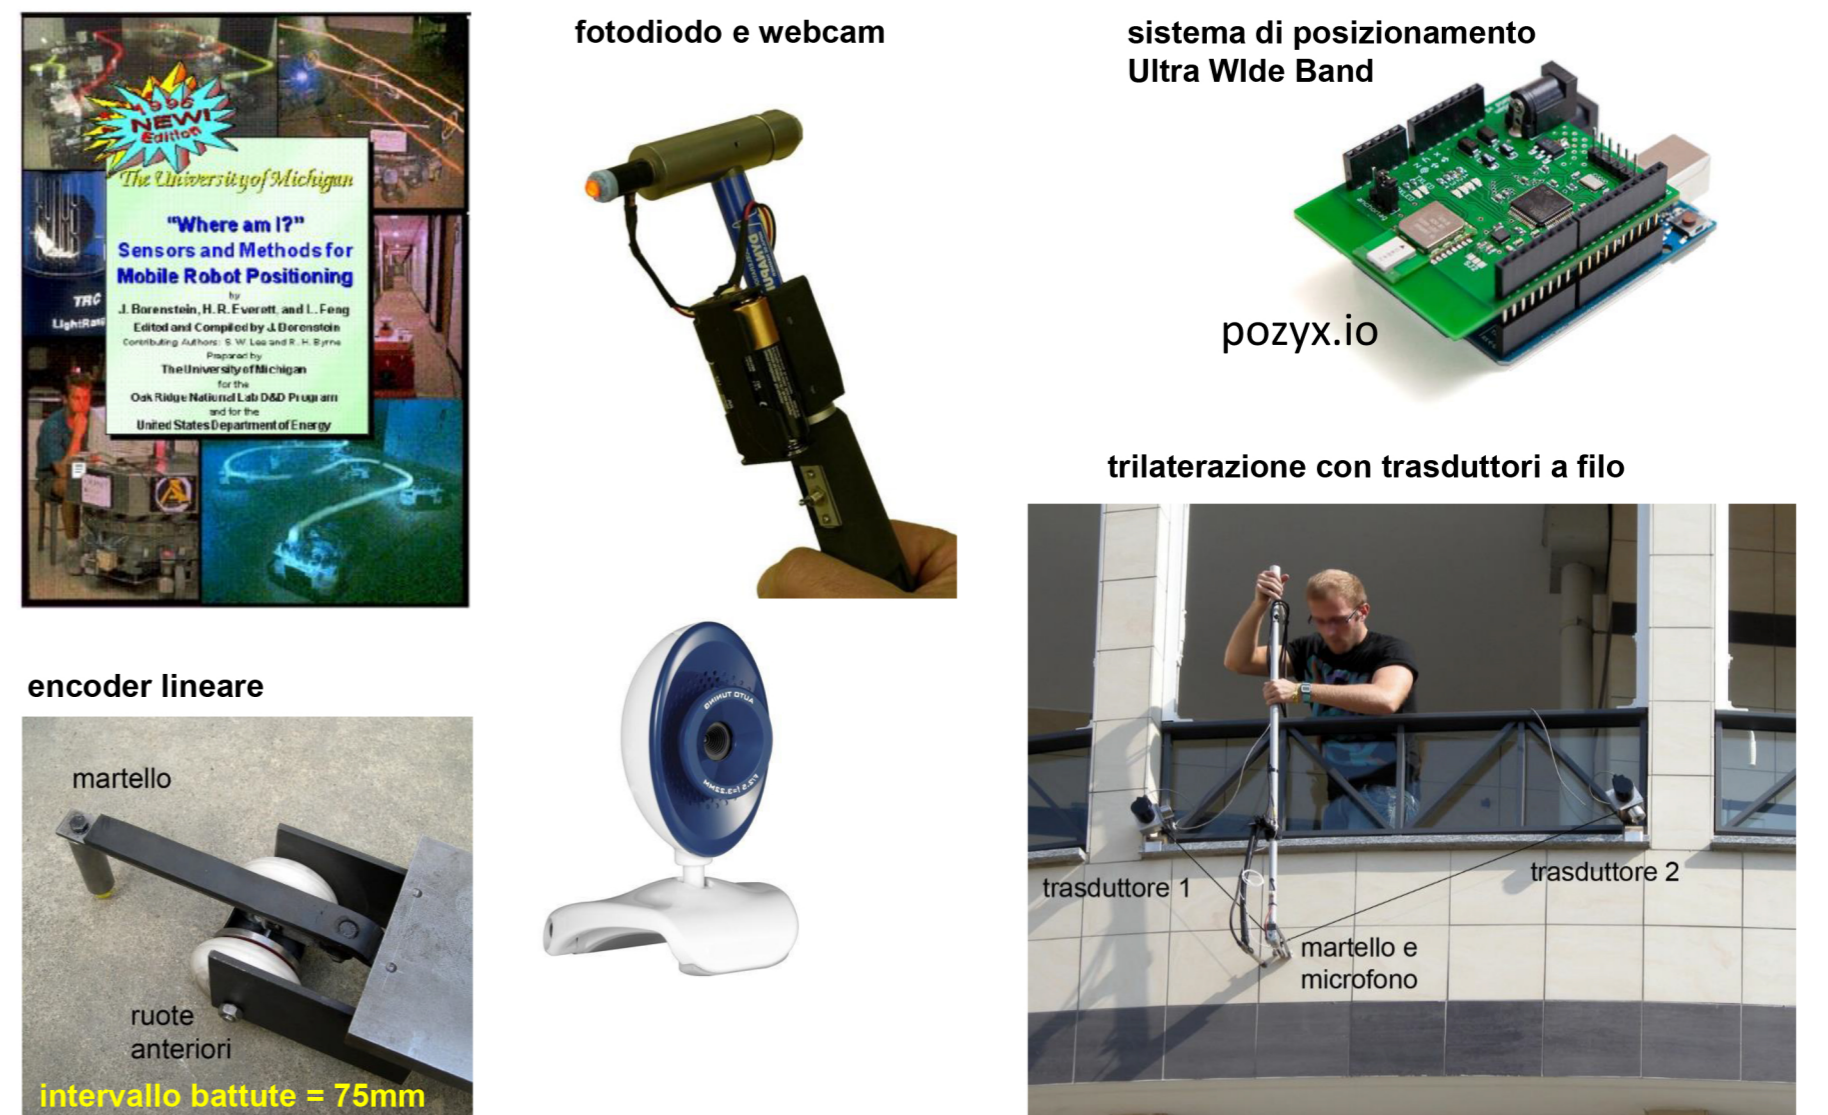 fotodiodo e webcam
sistema di posizionamento
Ultra WIde Band
1996
NEW!
Edition
The University of Michigan
"Where am I?"
Sensors and Methods for
Mobile Robot Positioning
by
J. Borenstein, H. R. Everett, and L. Feng
Edited and Compiled by J. Borenstein
Contributing Authors: S. W. Lee and R. H. Byrne
Prepared by
The University of Michigan
for the
Oak Ridge National Lab D&D Program
and for the
United States Department of Energy
TRC
pozyx.io
trilaterazione con trasduttori a filo
encoder lineare
martello
ruote
anteriori
intervallo battute = 75mm
AUTO TUNING
trasduttore 1
trasduttore 2
martello e
microfono